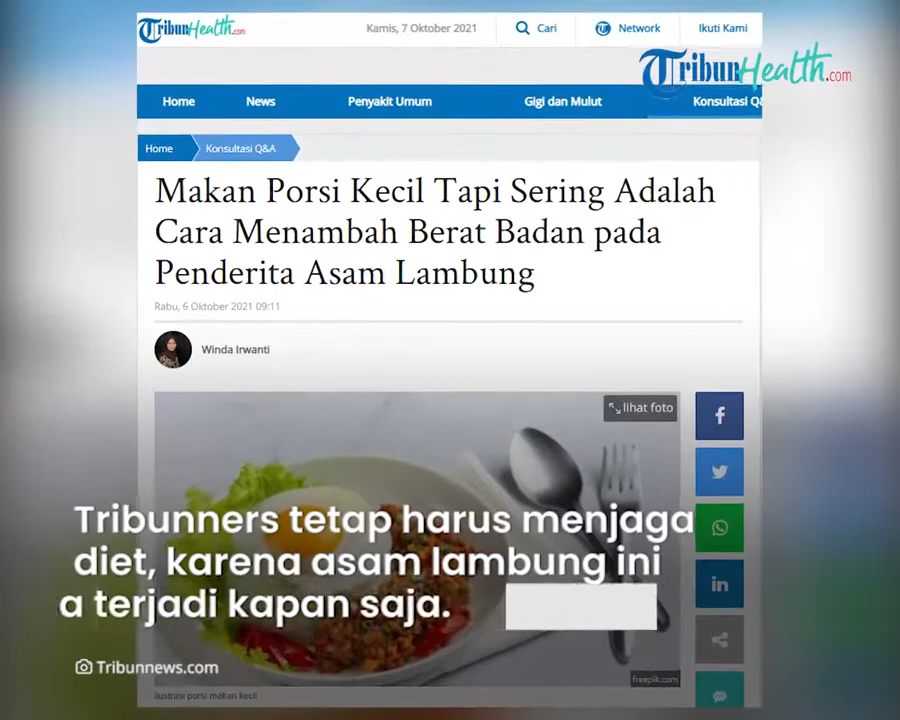 TribunHealth.com
Kamis, 7 Oktober 2021
Cari
Network
Ikuti Kami
TribunHealth.com
Home
News
Penyakit Umum
Gigi dan Mulut
Konsultasi Q&
Home
Konsultasi Q&A
Makan Porsi Kecil Tapi Sering Adalah
Cara Menambah Berat Badan pada
Penderita Asam Lambung
Rabu, 6 Oktober 2021 09:11
Winda Irwanti
lihat foto
Tribunners tetap harus menjaga
diet, karena asam lambung ini
a terjadi kapan saja.
Tribunnews.com
freepik.com
ilustrasi porsi makan kecil